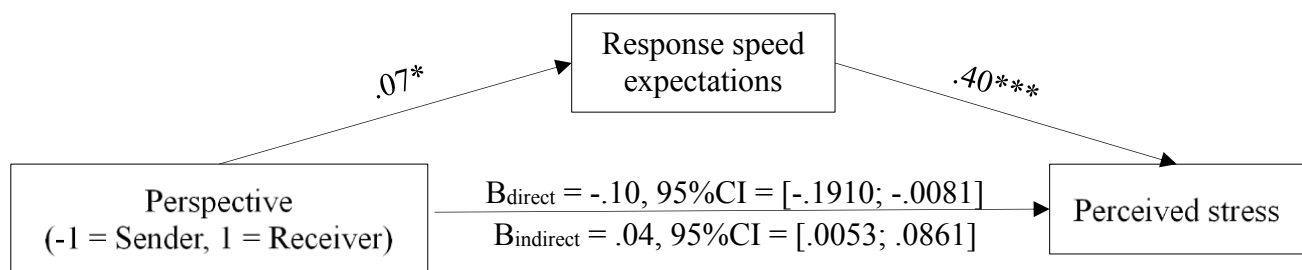 Response speed
expectations
.07*
.40***
Perspective
(-1 = Sender, 1 = Receiver)
Bdirect = -.10, 95%CI = [-.1910; -.0081]
Bindirect = .04, 95%CI = [.0053; .0861]
Perceived stress